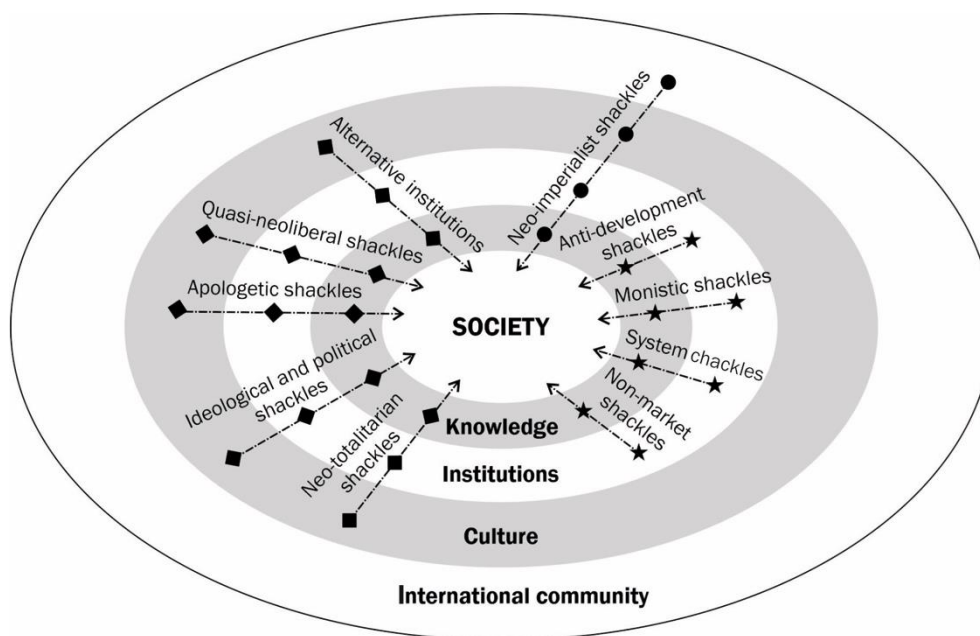 Neo-imperialist shackles
Alternative institutions
Anti-development
shackles
Quasi-neoliberal shackles
Monistic shackles
Apologetic shackles
SOCIETY
System chackles
Ideological and political
shackles
Non-market
shackles
Neo-totalitarian
shackles
Knowledge
Institutions
Culture
International community